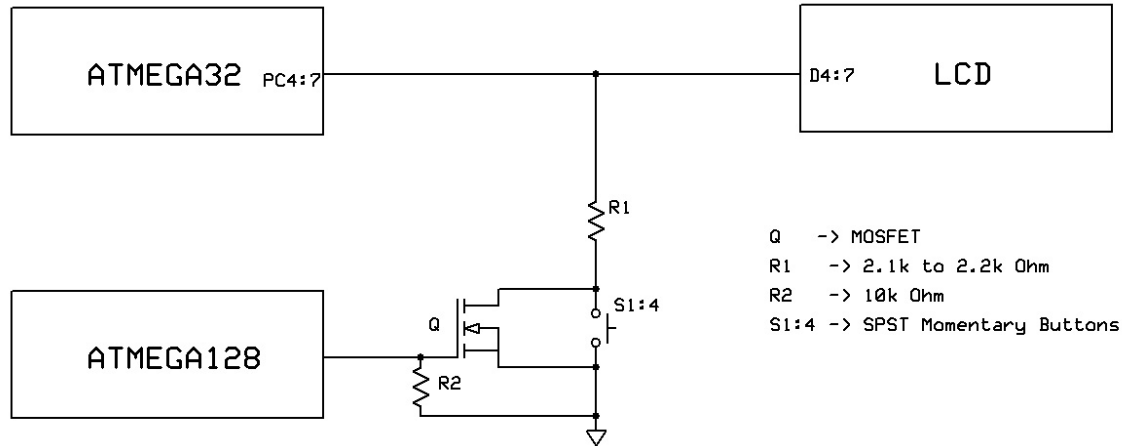 ATMEGA32
PC4:7
D4:7
LCD
R1
Q -> MOSFET
R1 -> 2.1k to 2.2k Ohm
R2 -> 10k Ohm
S1:4 -> SPST Momentary Buttons
S1:4
Q
ATMEGA128
R2